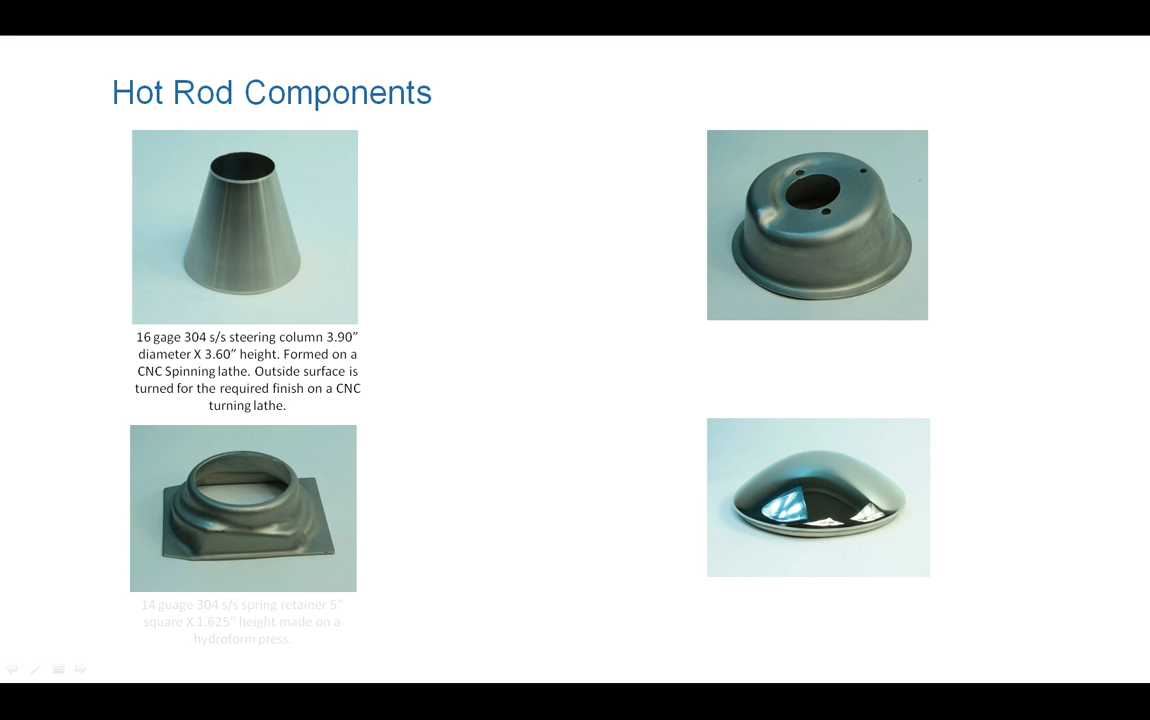 Hot Rod Components
16 gage 304 s/s steering column 3.90” 
diameter X 3.60” height. Formed on a
CNC Spinning lathe. Outside surface is
turned for the required finish on a CNC
turning lathe.
14 guage 304 s/s spring retainer 5”
square X 1.625” height made on a
hydroform press.